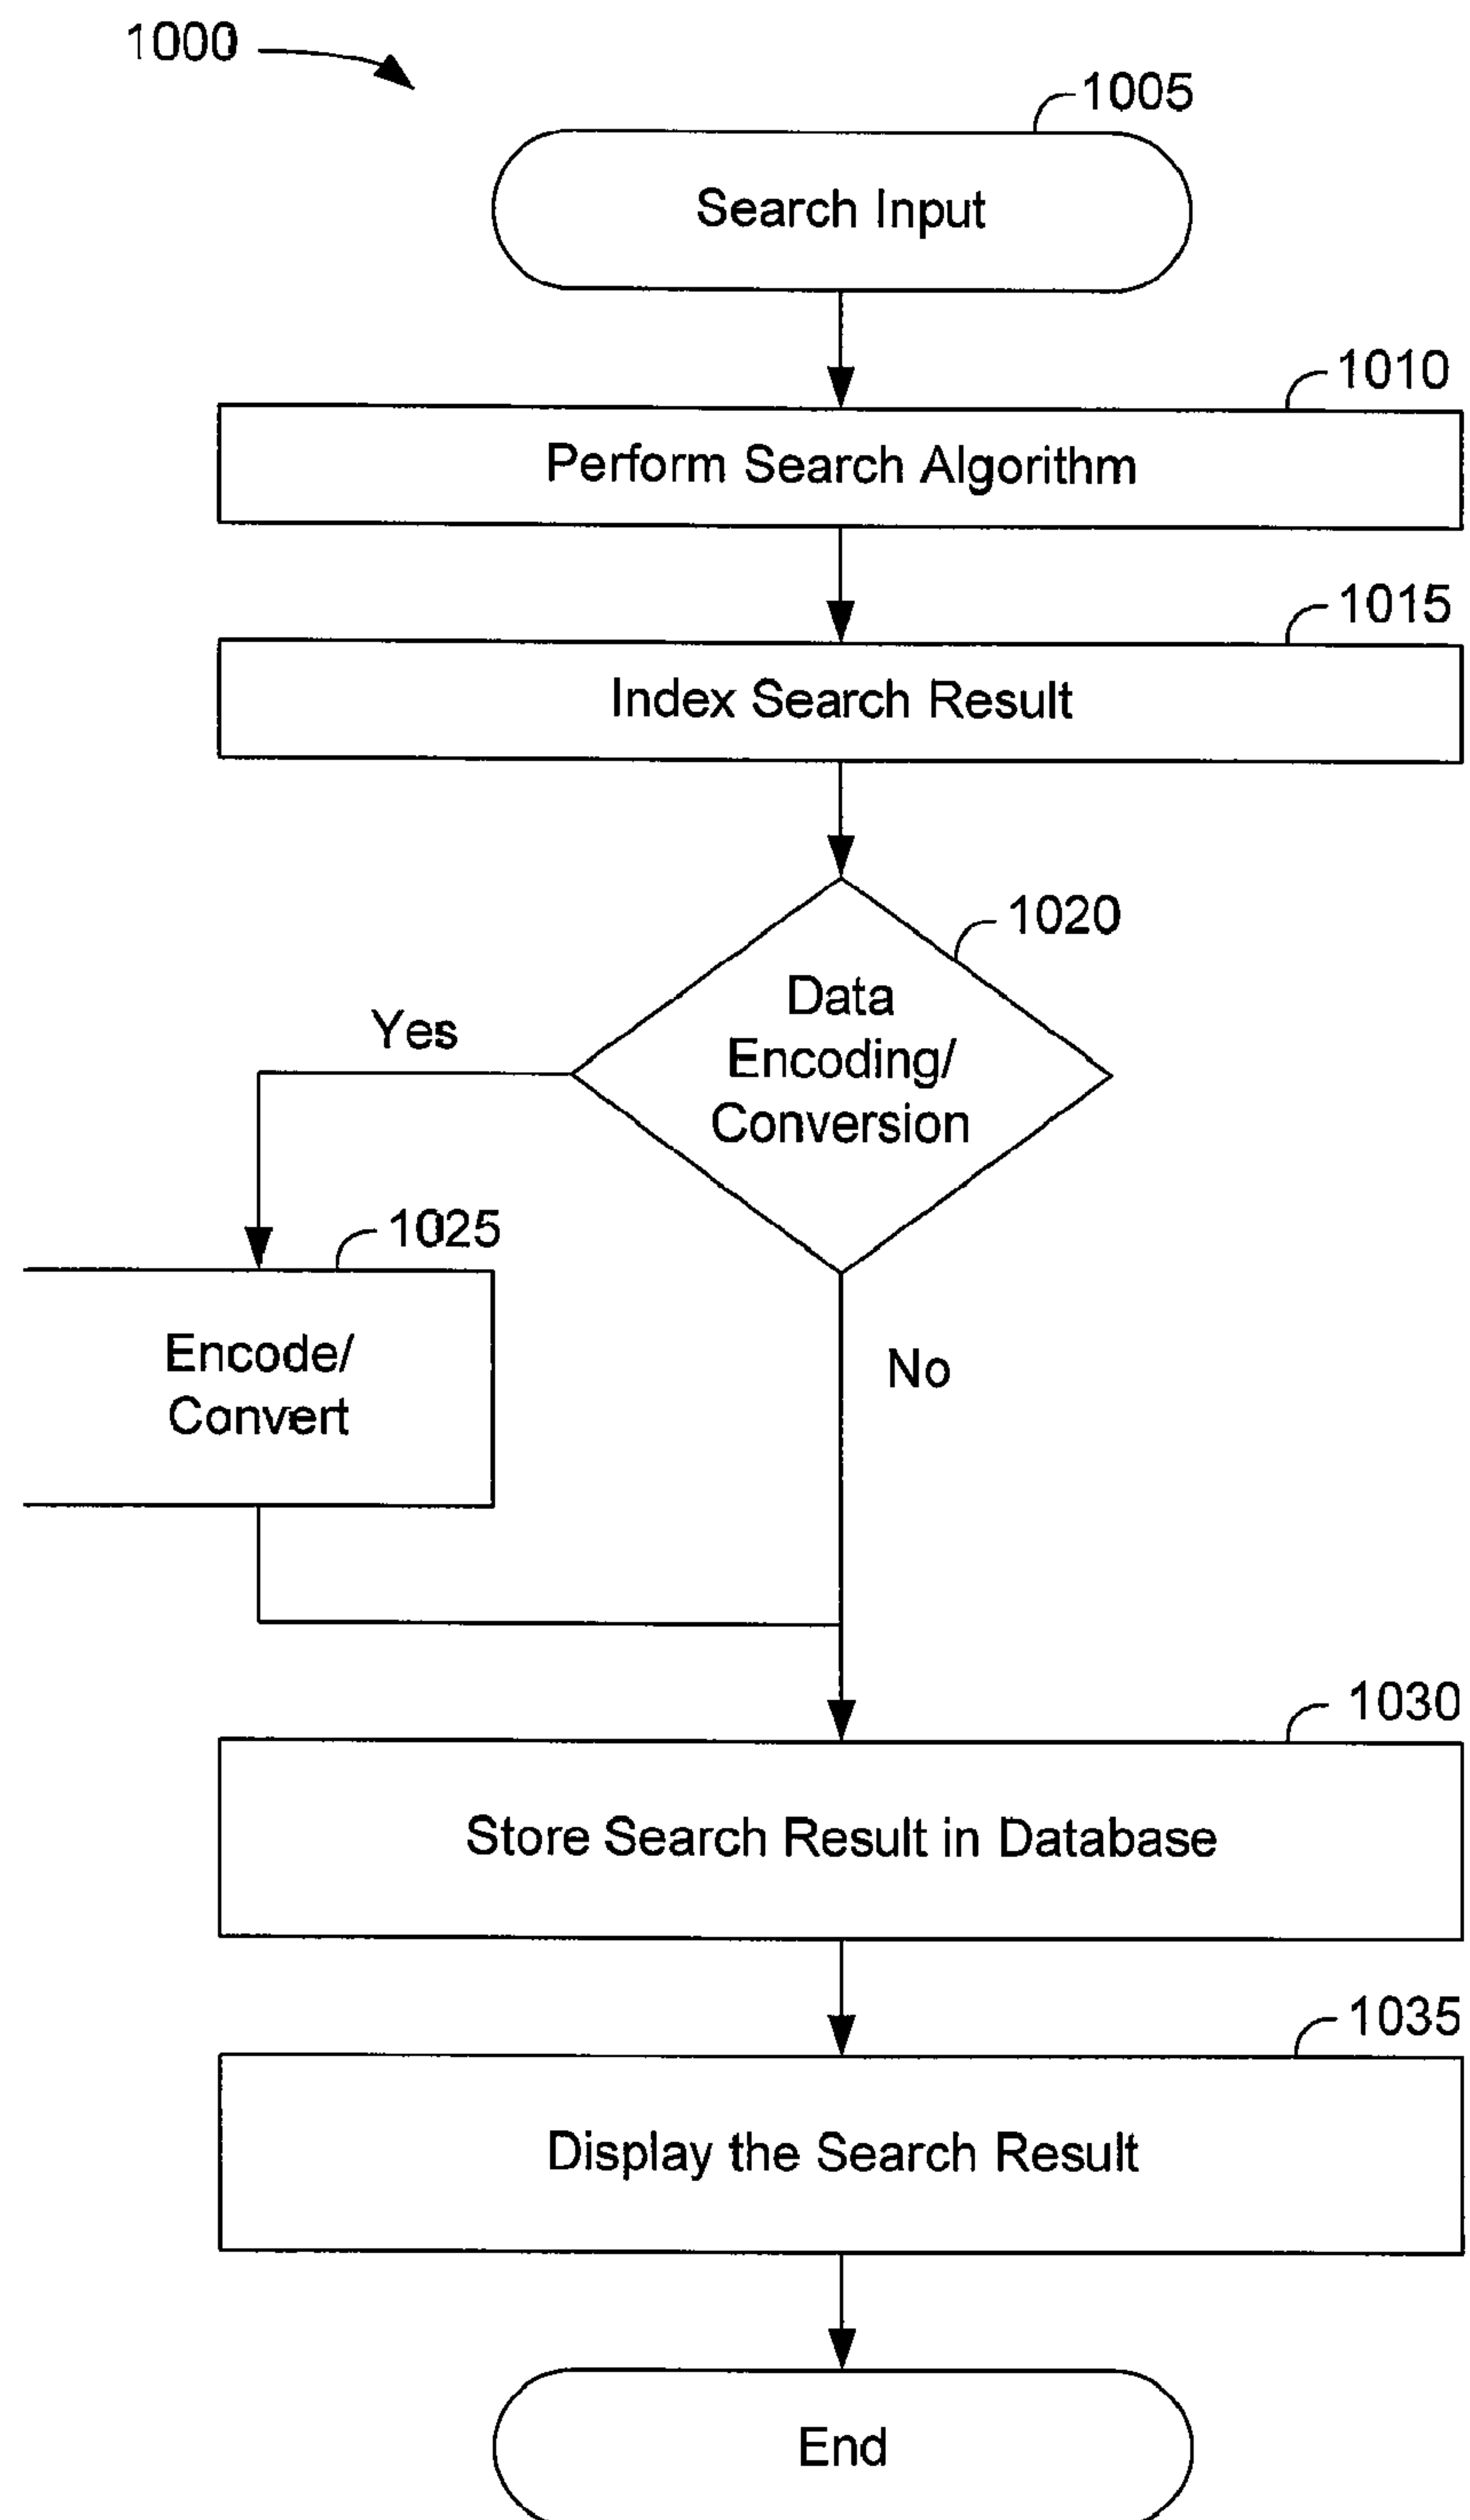 1000
1005
Search Input
1010
Perform Search Algorithm
1015
Index Search Result
1020
Data
Encoding/
Conversion
Yes
1025
Encode/
Convert
No
1030
Store Search Result in Database
1035
Display the Search Result
End